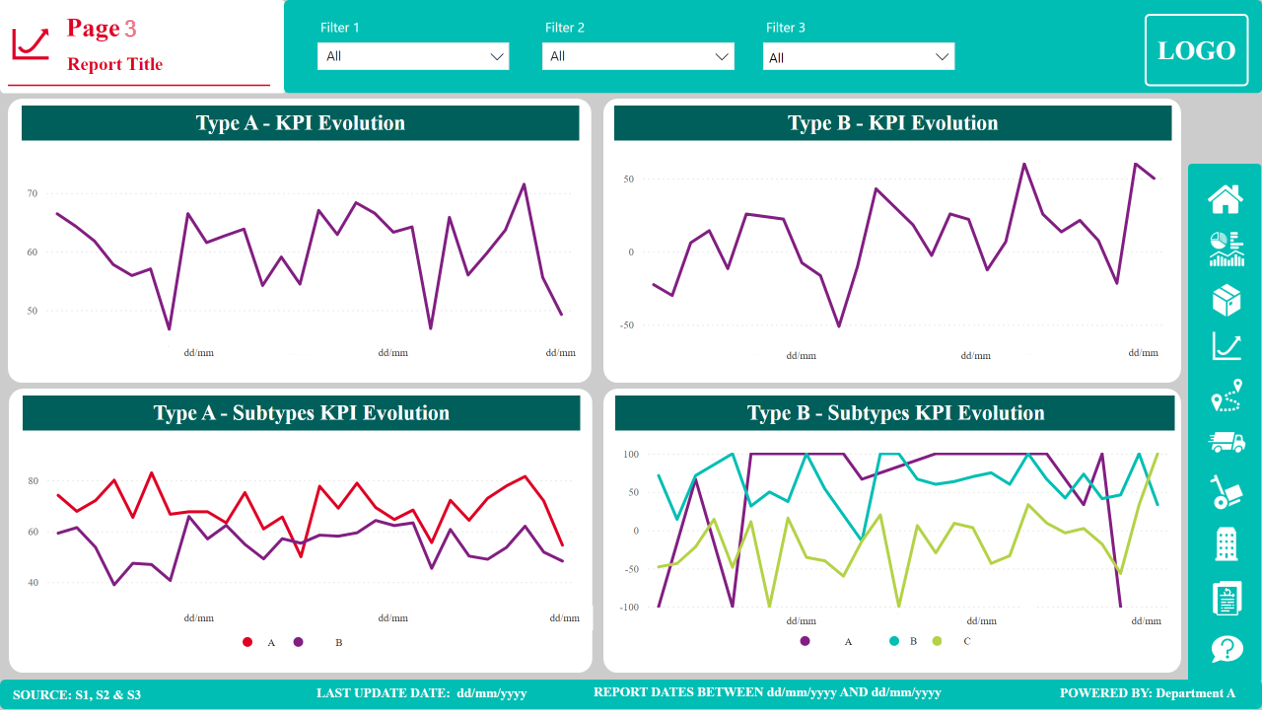 Page 3
Report Title
Filter 1
All
Filter 2
All
Filter 3
All
LOGO
Type A - KPI Evolution
70
60
50
dd/mm dd/mm dd/mm
Type B - KPI Evolution
50
0
-50
dd/mm dd/mm dd/mm
Type A - Subtypes KPI Evolution
80
60
40
dd/mm dd/mm dd/mm
A B
Type B - Subtypes KPI Evolution
100
50
0
-50
-100
dd/mm dd/mm dd/mm
A B C
SOURCE: S1, S2 & S3
LAST UPDATE DATE: dd/mm/yyyy
REPORT DATES BETWEEN dd/mm/yyyy AND dd/mm/yyyy
POWERED BY: Department A